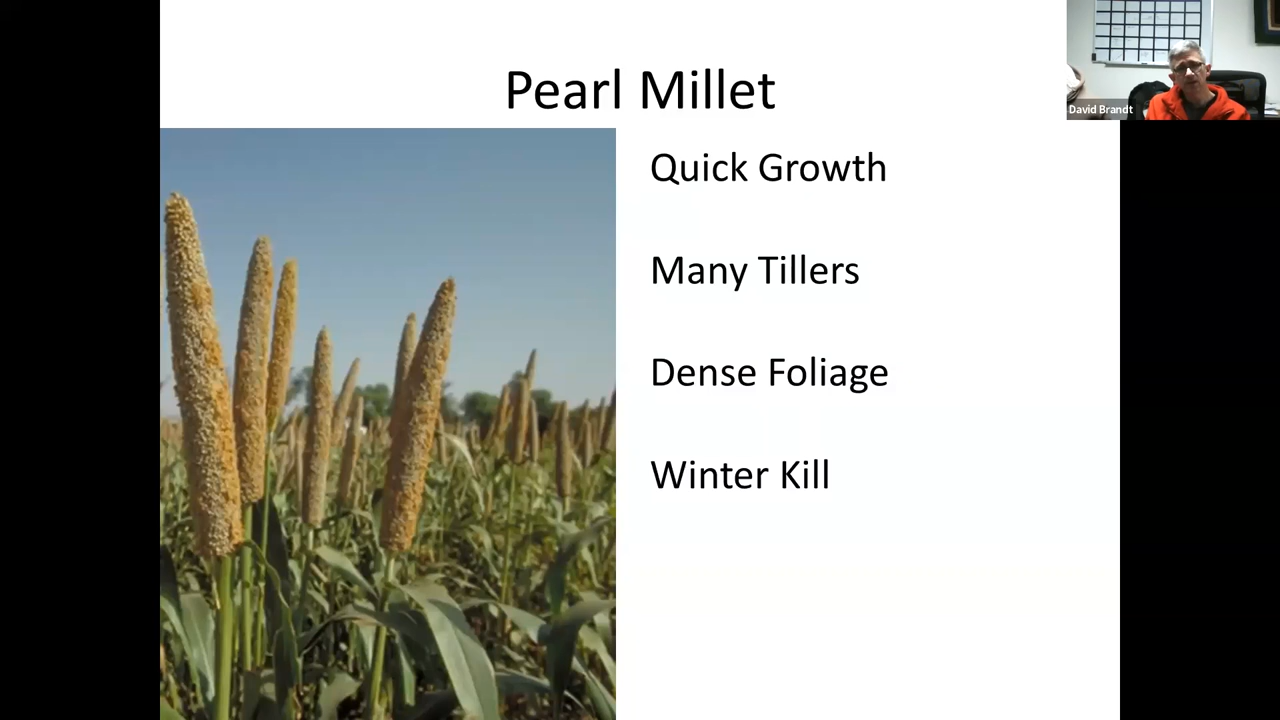 Pearl Millet
David Brandt
Quick Growth
Many Tillers
Dense Foliage
Winter Kill